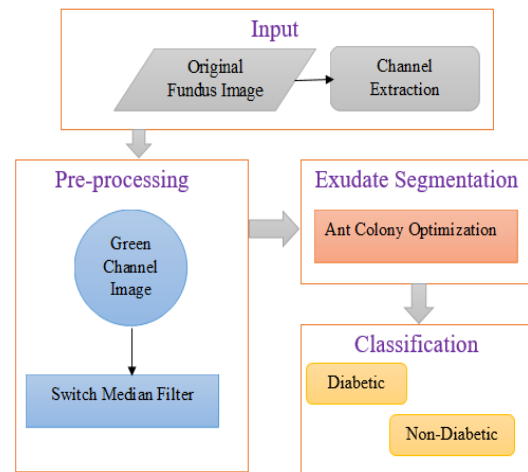 Input
Original
Fundus Image
Channel
Extraction
Pre-processing
Green
Channel
Image
Switch Median Filter
Exudate Segmentation
Ant Colony Optimization
Classification
Diabetic
Non-Diabetic